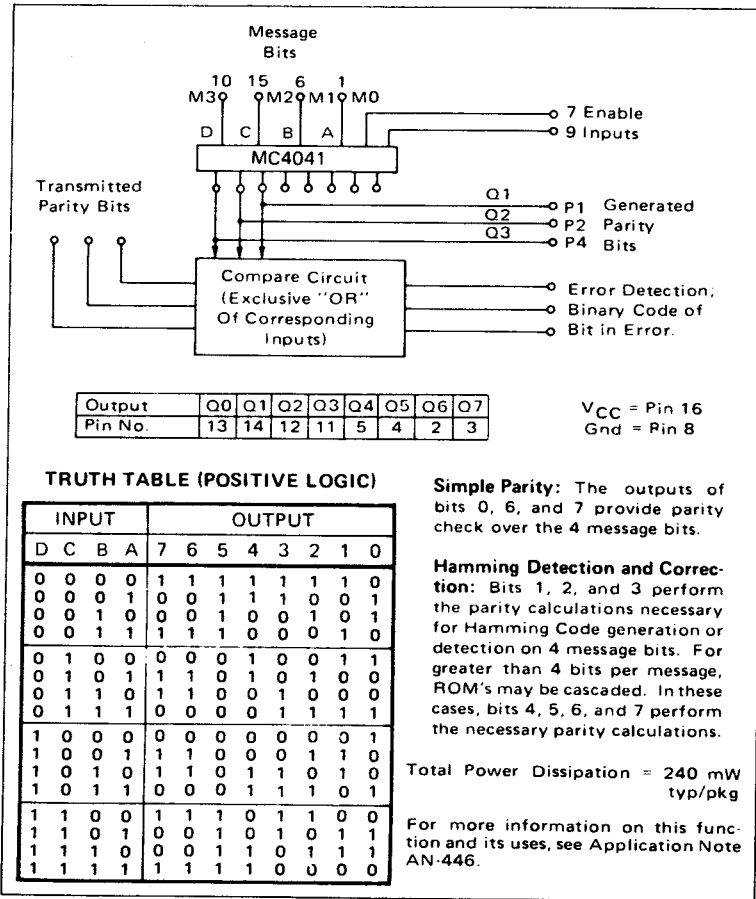 Message
Bits
10 15 6 1
M3 M2 M1 M0
7 Enable
9 Inputs
D C B A
MC4041
Transmitted
Parity Bits
Q1
P1 Generated
Q2
P2 Parity
Q3
P4 Bits
Compare Circuit
(Exclusive "OR"
Of Corresponding
Inputs)
Error Detection;
Binary Code of
Bit in Error.
Output Q0 Q1 Q2 Q3 Q4 Q5 Q6 Q7
Pin No. 13 14 12 11 5 4 2 3
VCC = Pin 16
Gnd = Pin 8
TRUTH TABLE (POSITIVE LOGIC)
INPUT OUTPUT
D C B A 7 6 5 4 3 2 1 0
0 0 0 0 1 1 1 1 1 1 1 0
0 0 0 1 0 0 1 1 1 0 0 1
0 0 1 0 0 0 1 0 0 1 0 1
0 0 1 1 1 1 1 0 0 0 1 0
0 1 0 0 0 0 0 1 0 0 1 1
0 1 0 1 1 1 0 1 0 1 0 0
0 1 1 0 1 1 0 0 1 0 0 0
0 1 1 1 0 0 0 0 1 1 1 1
1 0 0 0 0 0 0 0 0 0 0 1
1 0 0 1 1 1 0 0 0 1 1 0
1 0 1 0 1 1 0 1 1 0 1 0
1 0 1 1 0 0 0 1 1 1 0 1
1 1 0 0 1 1 1 0 1 1 0 0
1 1 0 1 0 0 1 0 1 0 1 1
1 1 1 0 0 0 1 1 0 1 1 1
1 1 1 1 1 1 1 1 0 0 0 0
Simple Parity: The outputs of
bits 0, 6, and 7 provide parity
check over the 4 message bits.
Hamming Detection and Correc-
tion: Bits 1, 2, and 3 perform
the parity calculations necessary
for Hamming Code generation or
detection on 4 message bits. For
greater than 4 bits per message,
ROM's may be cascaded. In these
cases, bits 4, 5, 6, and 7 perform
the necessary parity calculations.
Total Power Dissipation = 240 mW
typ/pkg
For more information on this func-
tion and its uses, see Application Note
AN-446.